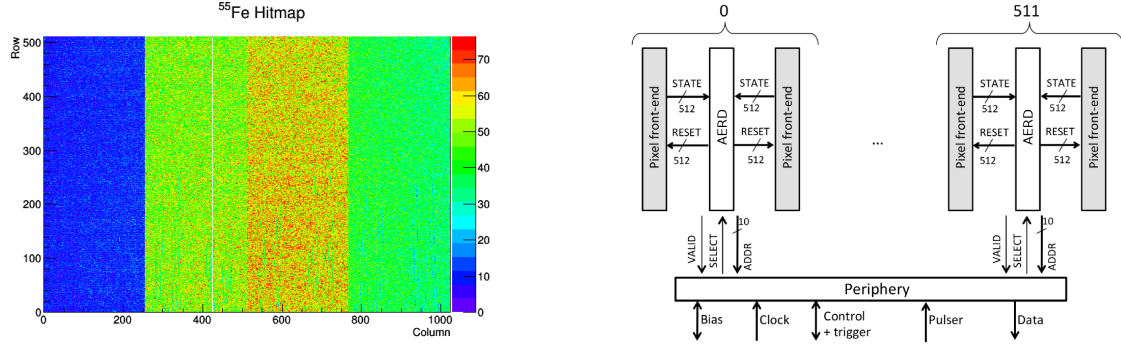 ⁵⁵Fe Hitmap
Row
500
400
300
200
100
0
0 200 400 600 800 1000
Column
70
60
50
40
30
20
10
0
0 511
Pixel front-end
STATE
512
RESET
512
AERD
STATE
512
RESET
512
Pixel front-end
...
Pixel front-end
STATE
512
RESET
512
AERD
STATE
512
RESET
512
Pixel front-end
VALID
SELECT
10
ADDR
VALID
SELECT
10
ADDR
Periphery
Bias
Clock
Control
+ trigger
Pulser
Data